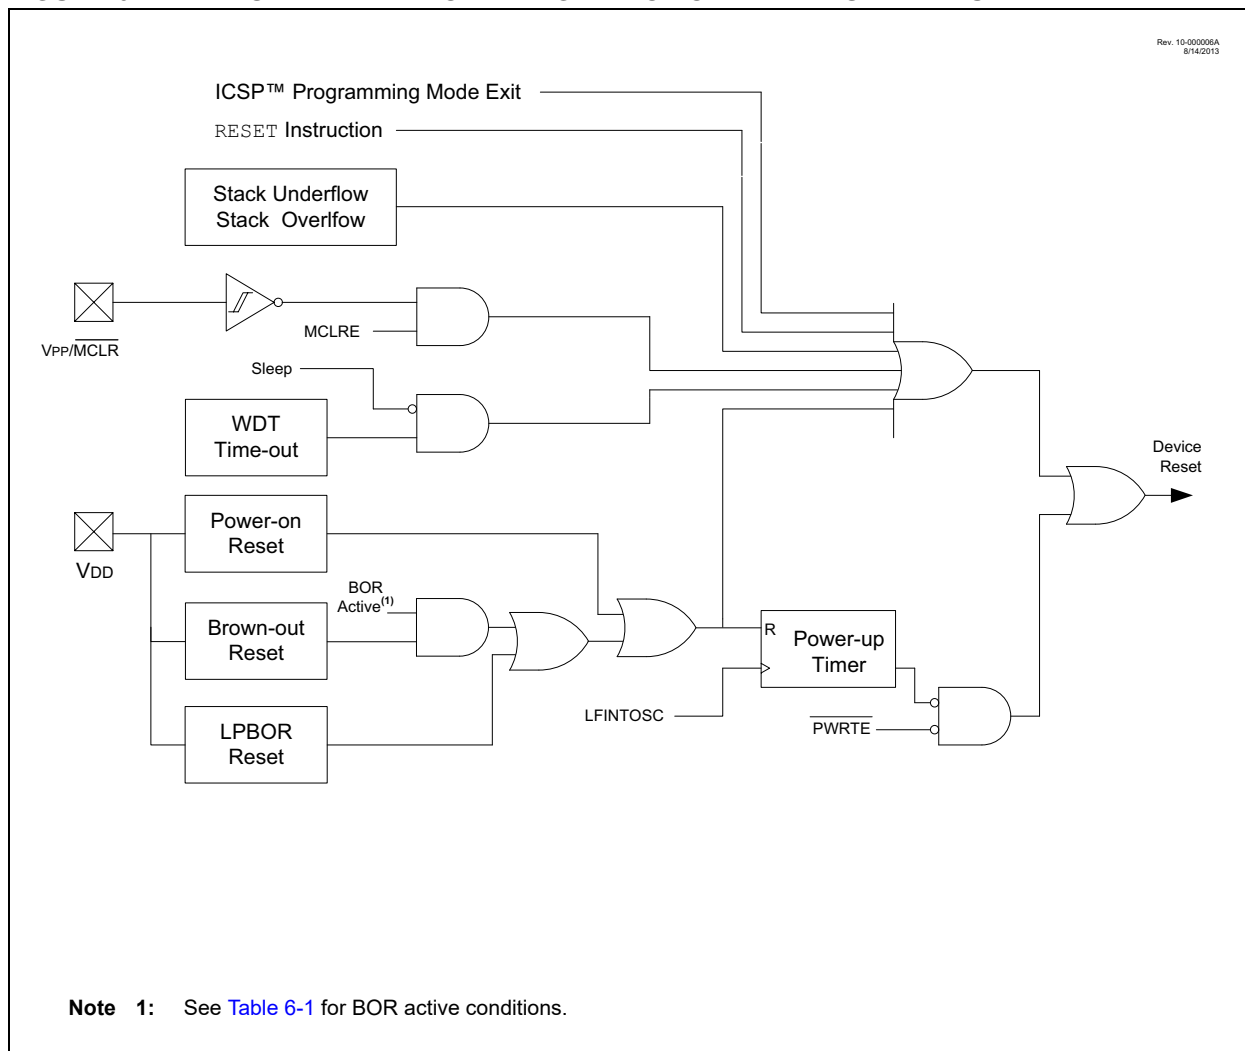 Rev. 10-000006A
8/14/2013
ICSP™ Programming Mode Exit
RESET Instruction
Stack Underflow
Stack Overlfow
VPP/MCLR
MCLRE
Sleep
WDT
Time-out
Device
Reset
VDD
Power-on
Reset
BOR
Active(1)
Brown-out
Reset
R
Power-up
Timer
LFINTOSC
PWRTE
LPBOR
Reset
Note 1: See Table 6-1 for BOR active conditions.